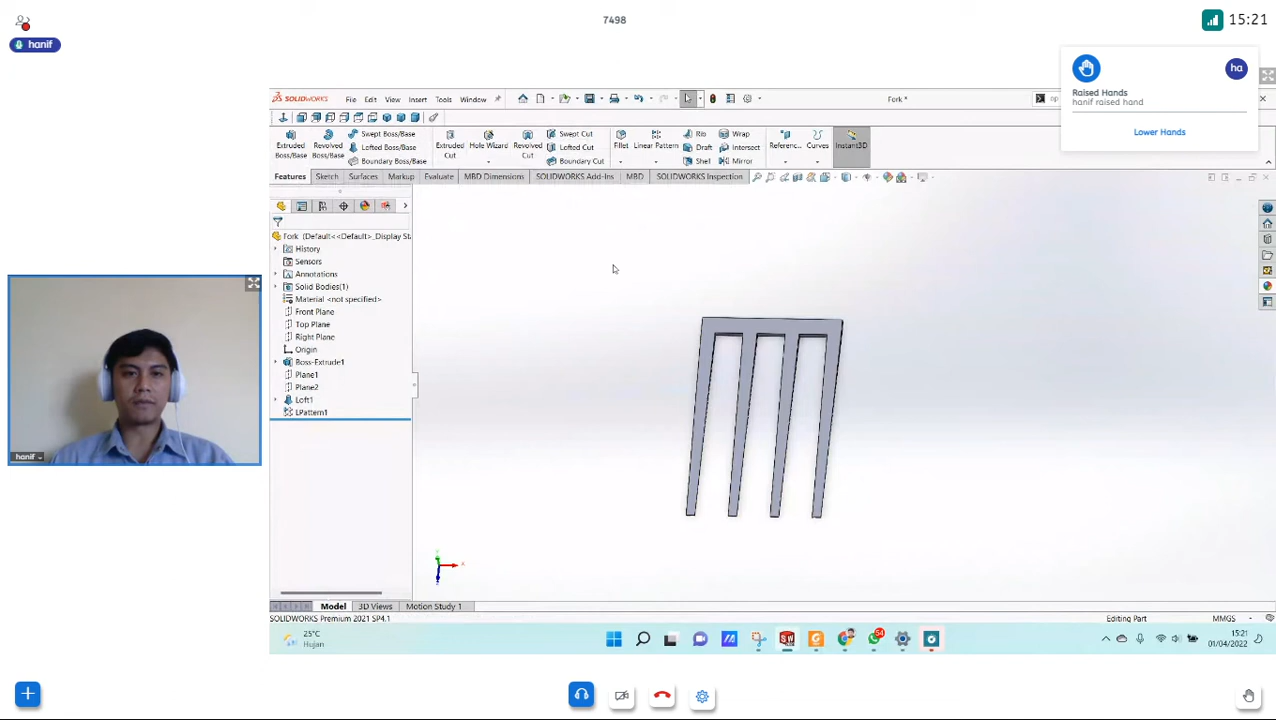 7498
15:21
hanif
ha
Raised Hands
hanif raised hand
Lower Hands
SOLIDWORKS File View Insert Tools Window Fork *
Extruded Boss/Base Revolved Boss/Base Swept Boss/Base Lofted Boss/Base Boundary Boss/Base Extruded Cut Hole Wizard Revolved Cut Swept Cut Lofted Cut Boundary Cut Fillet Linear Pattern Rib Draft Shell Wrap Intersect Mirror Referenc... Curves Instant3D
Features Sketch Surfaces Markup Evaluate MBD Dimensions SOLIDWORKS Add-Ins MBD SOLIDWORKS Inspection
Fork (Default<<Default>_Display Sta
History
Sensors
Annotations
Solid Bodies(1)
Material <not specified>
Front Plane
Top Plane
Right Plane
Origin
Boss-Extrude1
Plane1
Plane2
Loft1
LPattern1
hanif
Model 3D Views Motion Study 1
SOLIDWORKS Premium 2021 SP4.1 Editing Part MMGS
25°C
Hujan
54
15:21
01/04/2022